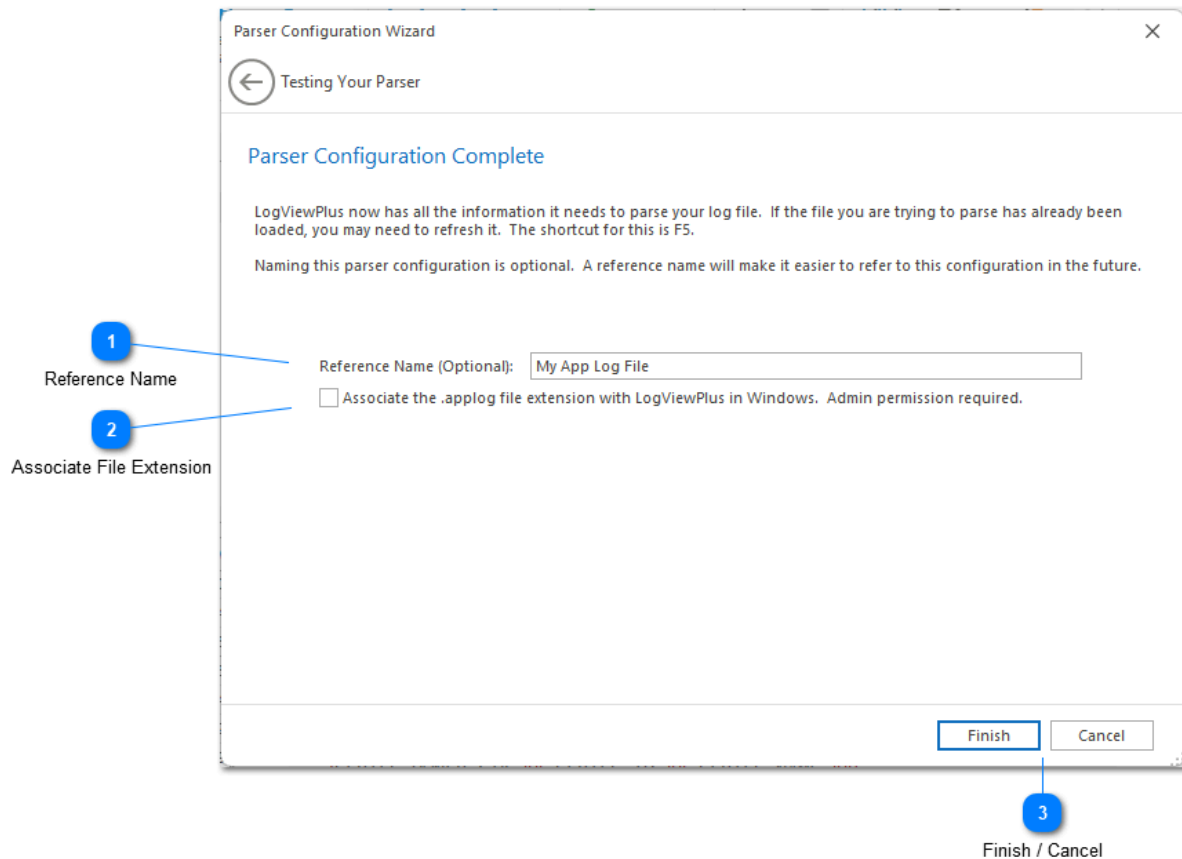 Parser Configuration Wizard
Testing Your Parser
Parser Configuration Complete
LogViewPlus now has all the information it needs to parse your log file.  If the file you are trying to parse has already been
loaded, you may need to refresh it.  The shortcut for this is F5.
Naming this parser configuration is optional.  A reference name will make it easier to refer to this configuration in the future.
1
Reference Name
Reference Name (Optional):
My App Log File
Associate the .applog file extension with LogViewPlus in Windows.  Admin permission required.
2
Associate File Extension
Finish
Cancel
3
Finish / Cancel